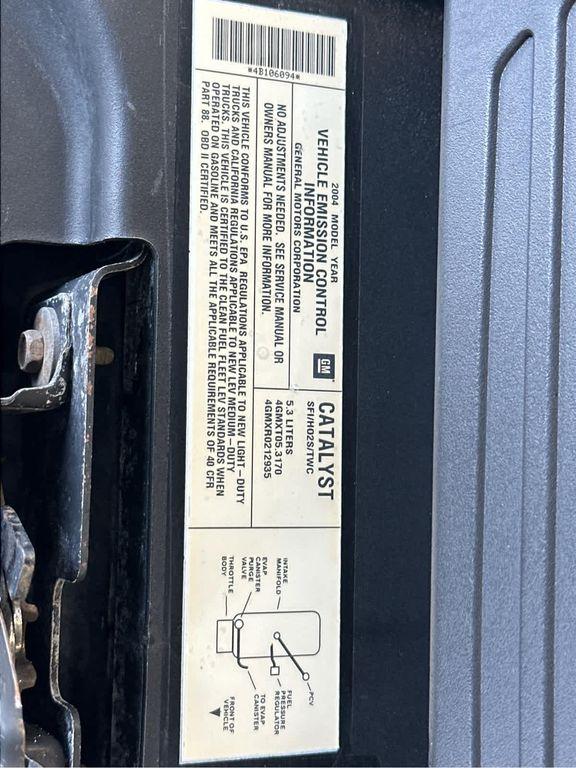 *4B106094*
2004 MODEL YEAR
VEHICLE EMISSION CONTROL
INFORMATION
GENERAL MOTORS CORPORATION
GM
NO ADJUSTMENTS NEEDED. SEE SERVICE MANUAL OR
OWNERS MANUAL FOR MORE INFORMATION.
THIS VEHICLE CONFORMS TO U.S. EPA REGULATIONS APPLICABLE TO NEW LIGHT-DUTY
TRUCKS AND CALIFORNIA REGULATIONS APPLICABLE TO NEW LEV MEDIUM-DUTY
TRUCKS. THIS VEHICLE IS CERTIFIED TO THE CLEAN FUEL FLEET LEV STANDARDS WHEN
OPERATED ON GASOLINE AND MEETS ALL THE APPLICABLE REQUIREMENTS OF 40 CFR
PART 88. OBD II CERTIFIED.
CATALYST
SFI/HO2S/TWC
5.3 LITERS
4GMXT05.3170
4GMXR0212935
INTAKE
MANIFOLD
EVAP
CANISTER
PURGE
VALVE
THROTTLE
BODY
PCV
FUEL
PRESSURE
REGULATOR
TO EVAP
CANISTER
FRONT OF
VEHICLE